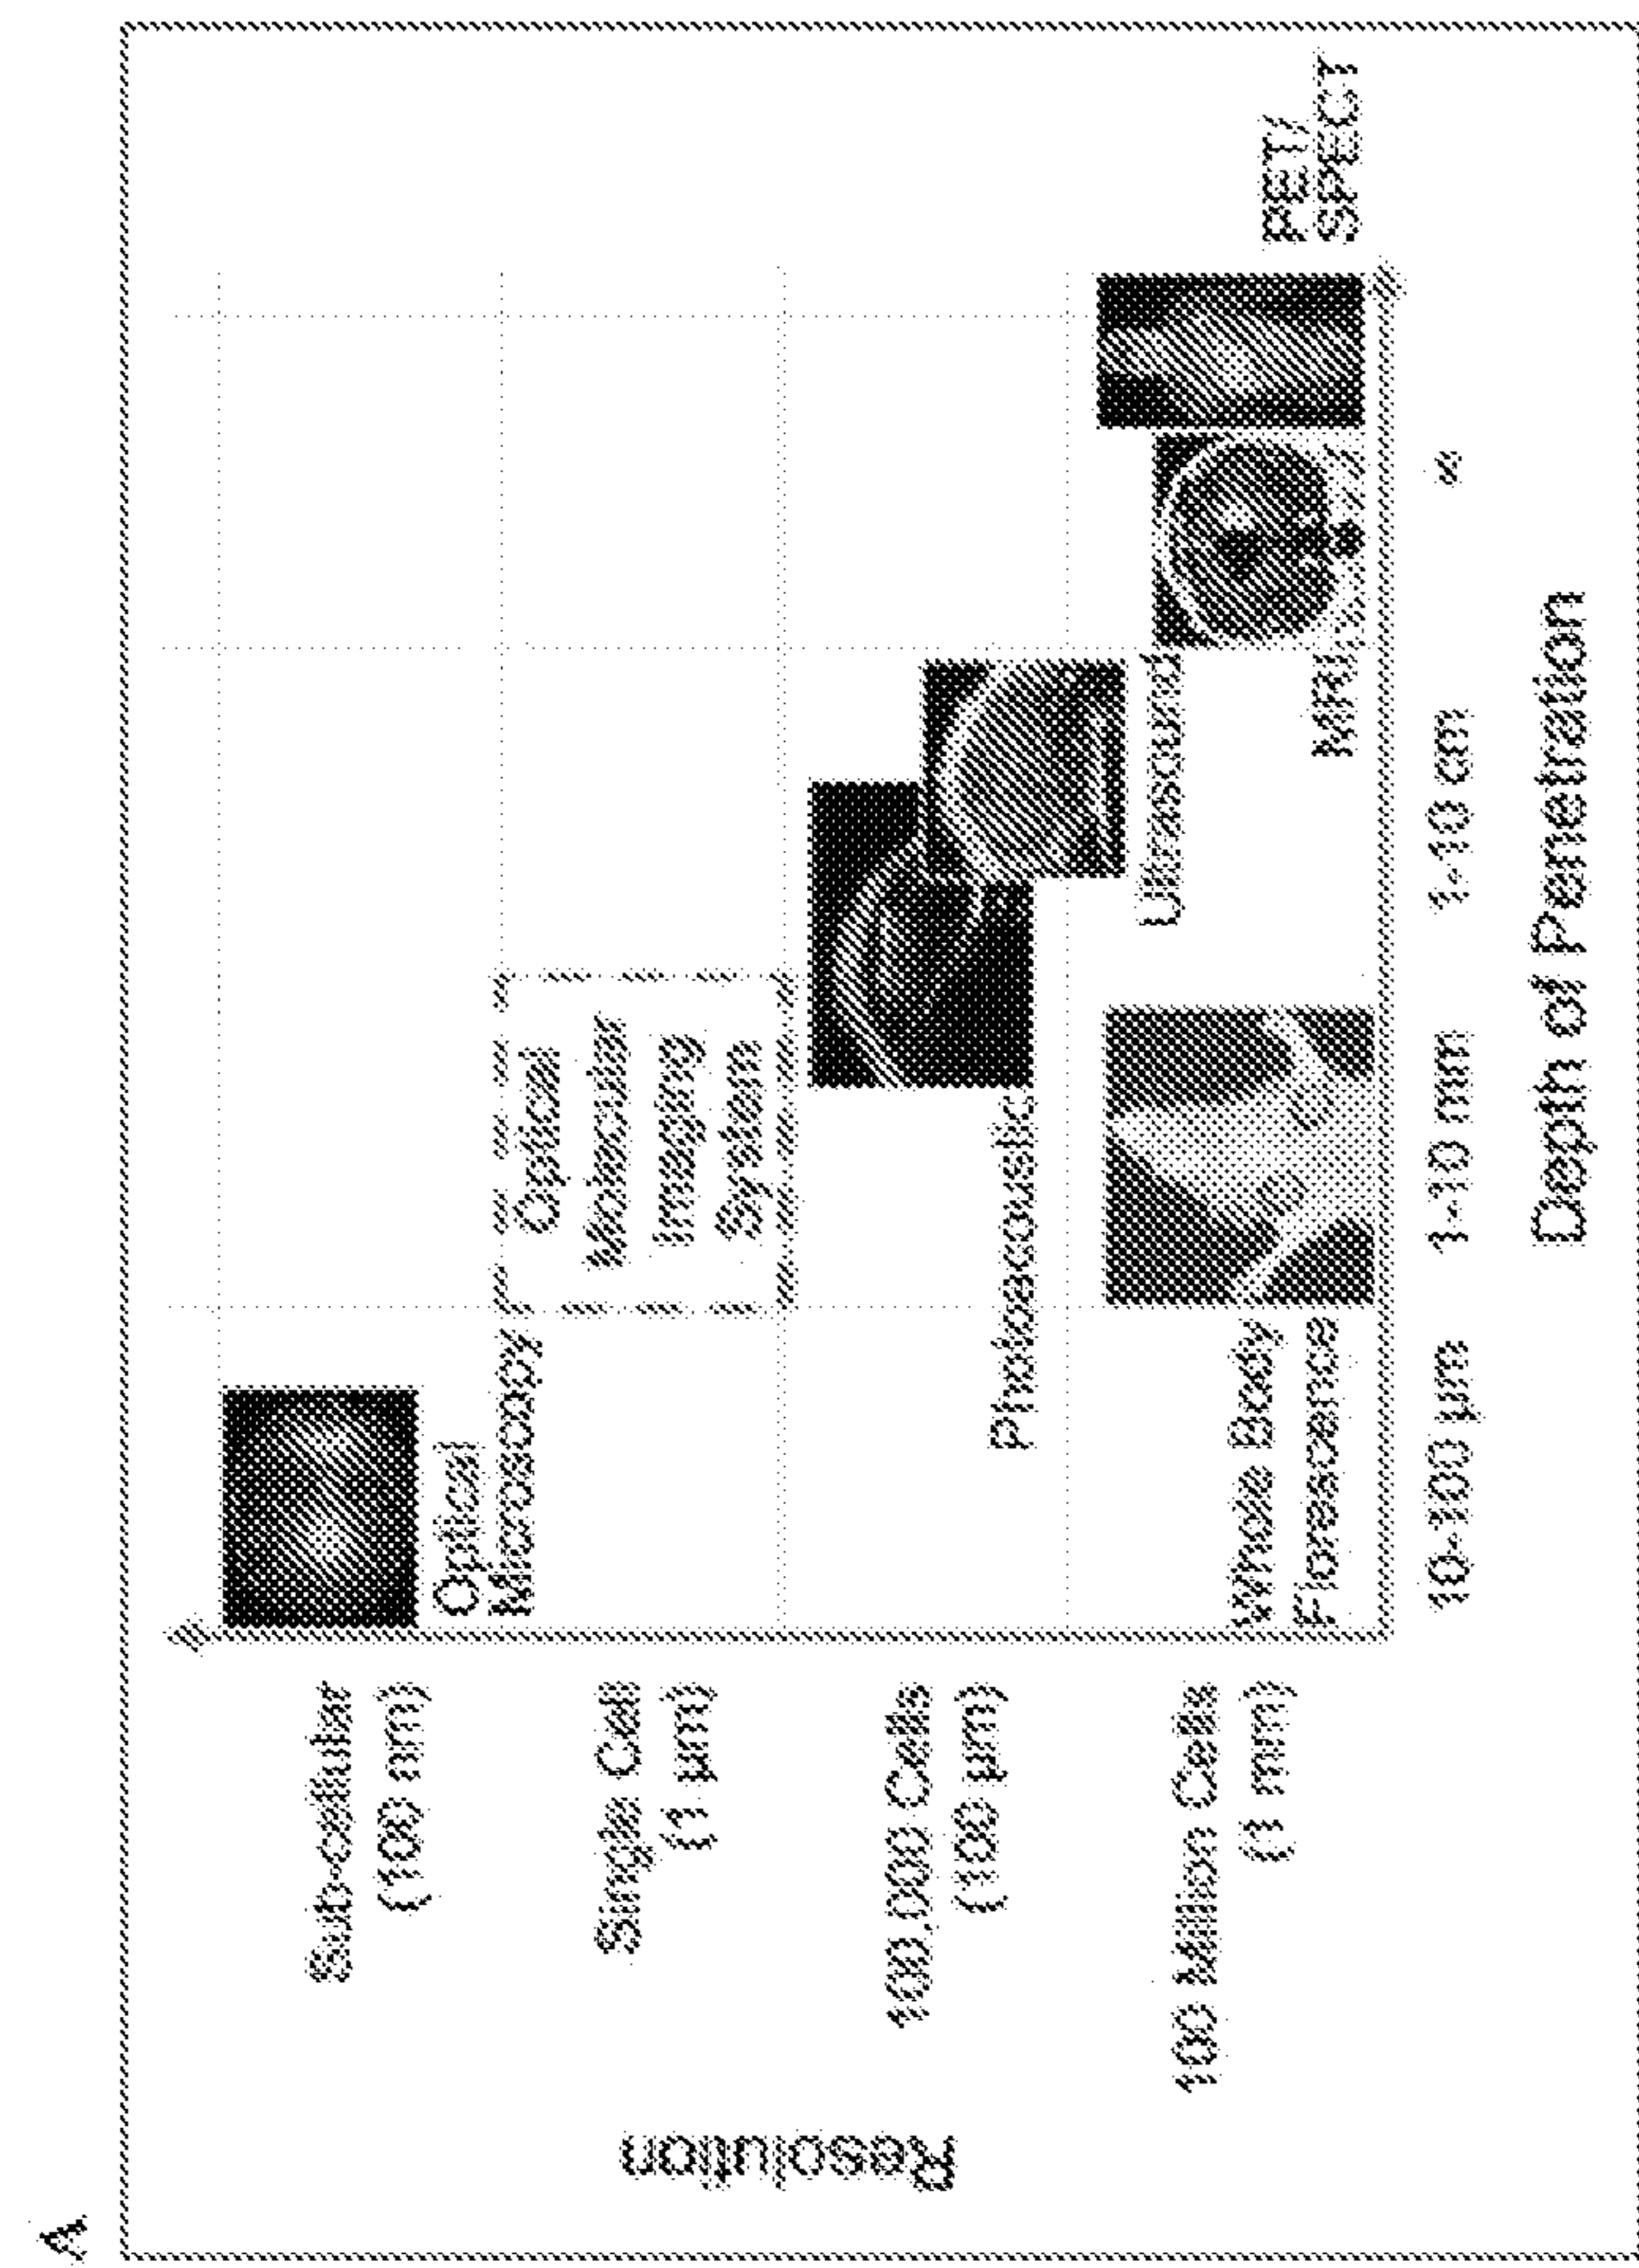 A
Resolution
Sub-cellular
(100 nm)
Single Cell
(1 µm)
100,000 Cells
(100 µm)
100 Million Cells
(1 mm)
Optical
Microscopy
Optical
Molecular
Imaging
System
Photoacoustic
Ultrasound
Whole Body
Florescence
MRI
PET/
SPECT
10-100 µm
1-10 mm
1-10 cm
Depth of Penetration